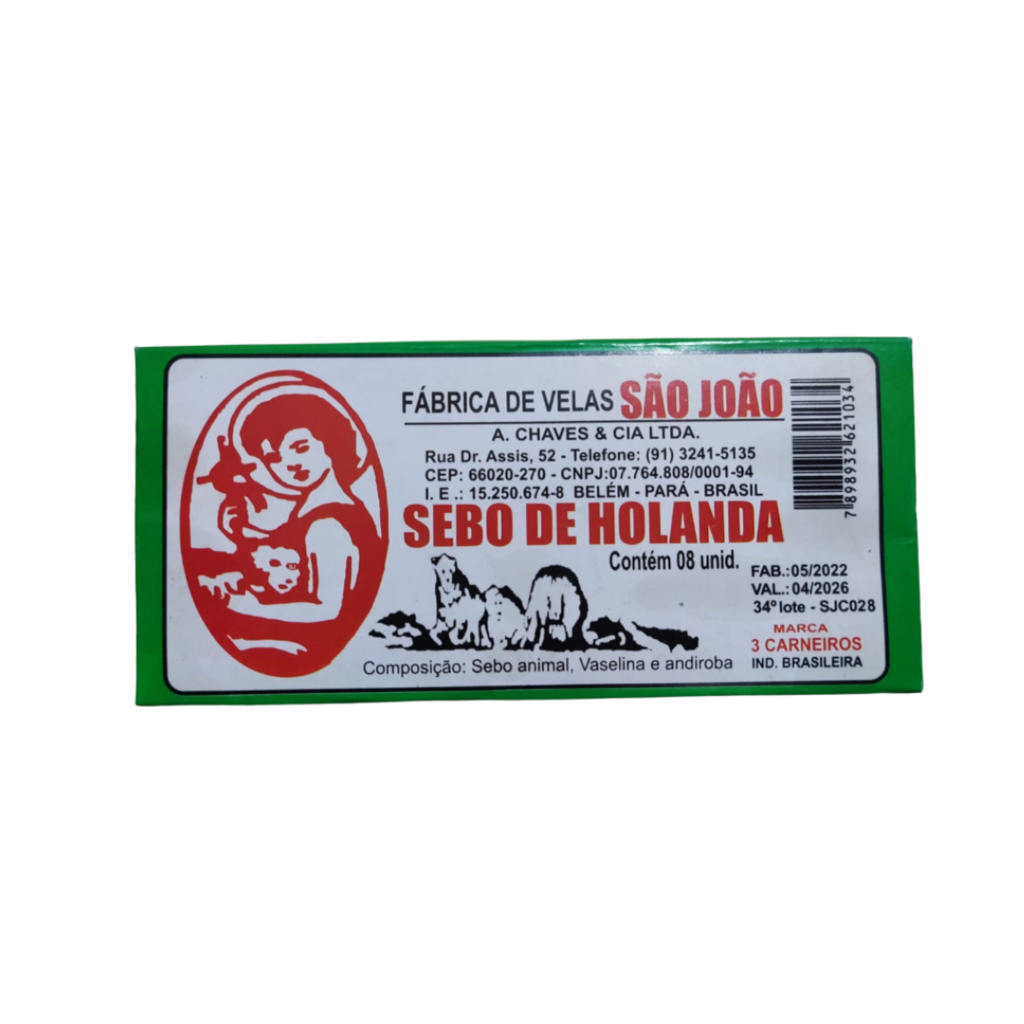 FÁBRICA DE VELAS SÃO JOÃO
A. CHAVES & CIA LTDA.
Rua Dr. Assis, 52 - Telefone: (91) 3241-5135
CEP: 66020-270 - CNPJ:07.764.808/0001-94
I. E .: 15.250.674-8 BELÉM - PARÁ - BRASIL
SEBO DE HOLANDA
Contém 08 unid.
7 898932 621034
FAB.:05/2022
VAL.: 04/2026
34º lote - SJC028
MARCA
3 CARNEIROS
IND. BRASILEIRA
Composição: Sebo animal, Vaselina e andiroba